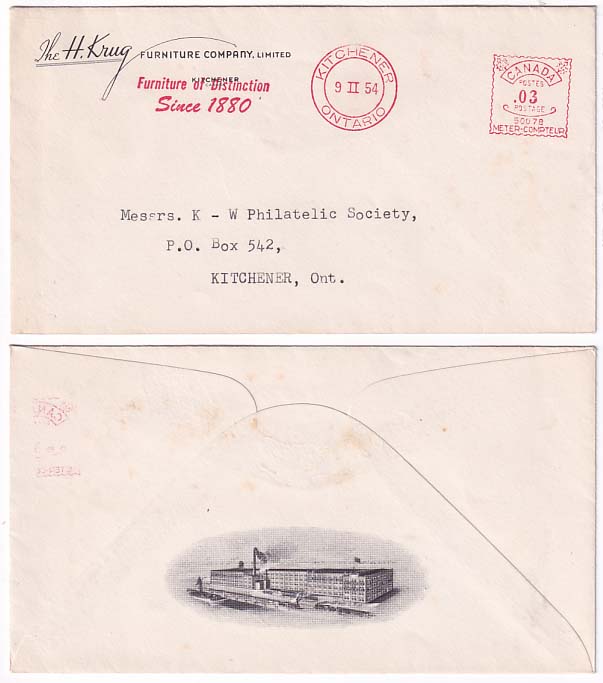 The H. Krug FURNITURE COMPANY, LIMITED
KITCHENER
Furniture of Distinction
Since 1880
KITCHENER
9 II 54
ONTARIO
CANADA
POSTES
.03
POSTAGE
50078
METER-COMPTEUR
Messrs. K - W Philatelic Society,
P.O. Box 542,
KITCHENER, Ont.